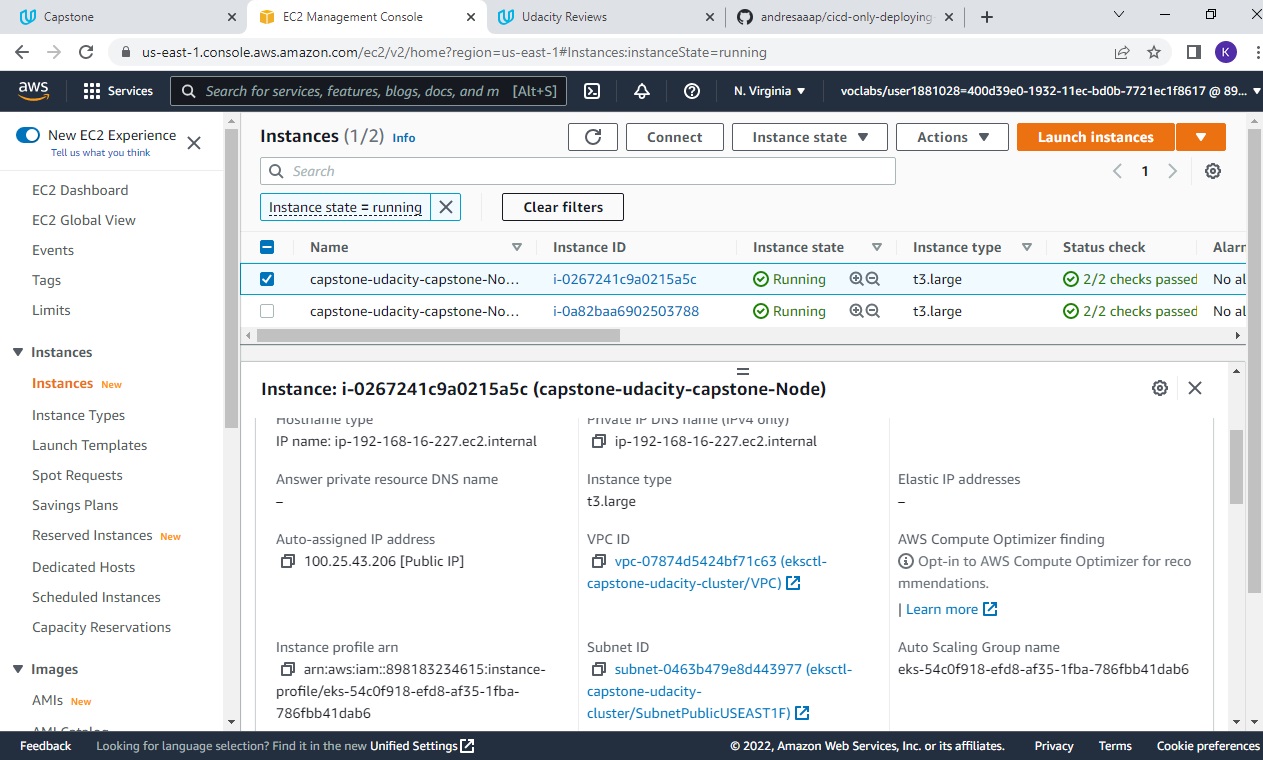 Capstone
EC2 Management Console
Udacity Reviews
andresaaap/cicd-only-deploying
us-east-1.console.aws.amazon.com/ec2/v2/home?region=us-east-1#Instances:instanceState=running
K
aws
Services
Search for services, features, blogs, docs, and m [Alt+S]
N. Virginia
voclabs/user1881028=400d39e0-1932-11ec-bd0b-7721ec1f8617 @ 89...
New EC2 Experience
Tell us what you think
EC2 Dashboard
EC2 Global View
Events
Tags
Limits
Instances
Instances New
Instance Types
Launch Templates
Spot Requests
Savings Plans
Reserved Instances New
Dedicated Hosts
Scheduled Instances
Capacity Reservations
Images
AMIs New
AMI Catalog
Instances (1/2) Info
Connect
Instance state
Actions
Launch instances
Search
1
Instance state = running
Clear filters
Name Instance ID Instance state Instance type Status check Alarm
capstone-udacity-capstone-No... i-0267241c9a0215a5c Running t3.large 2/2 checks passed No al
capstone-udacity-capstone-No... i-0a82baa6902503788 Running t3.large 2/2 checks passed No al
Instance: i-0267241c9a0215a5c (capstone-udacity-capstone-Node)
Hostname type
IP name: ip-192-168-16-227.ec2.internal
Private IP DNS name (IPv4 only)
ip-192-168-16-227.ec2.internal
Answer private resource DNS name
–
Instance type
t3.large
Elastic IP addresses
–
Auto-assigned IP address
100.25.43.206 [Public IP]
VPC ID
vpc-07874d5424bf71c63 (eksctl-
capstone-udacity-cluster/VPC)
AWS Compute Optimizer finding
Opt-in to AWS Compute Optimizer for reco
mmendations.
| Learn more
Instance profile arn
arn:aws:iam::898183234615:instance-
profile/eks-54c0f918-efd8-af35-1fba-
786fbb41dab6
Subnet ID
subnet-0463b479e8d443977 (eksctl-
capstone-udacity-
cluster/SubnetPublicUSEAST1F)
Auto Scaling Group name
eks-54c0f918-efd8-af35-1fba-786fbb41dab6
Feedback
Looking for language selection? Find it in the new Unified Settings
© 2022, Amazon Web Services, Inc. or its affiliates.
Privacy
Terms
Cookie preferences